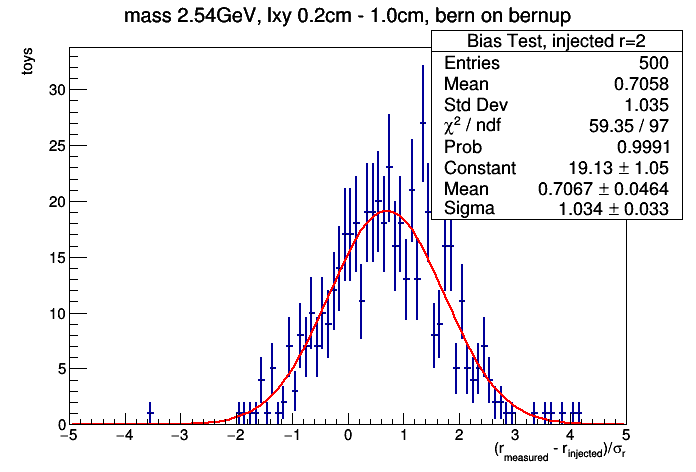 mass 2.54GeV, lxy 0.2cm - 1.0cm, bern on bernup
Bias Test, injected r=2
Entries 500
Mean 0.7058
Std Dev 1.035
χ² / ndf 59.35 / 97
Prob 0.9991
Constant 19.13 ± 1.05
Mean 0.7067 ± 0.0464
Sigma 1.034 ± 0.033
toys
30
25
20
15
10
5
0
−5 −4 −3 −2 −1 0 1 2 3 4 5
(r_measured - r_injected)/σ_r